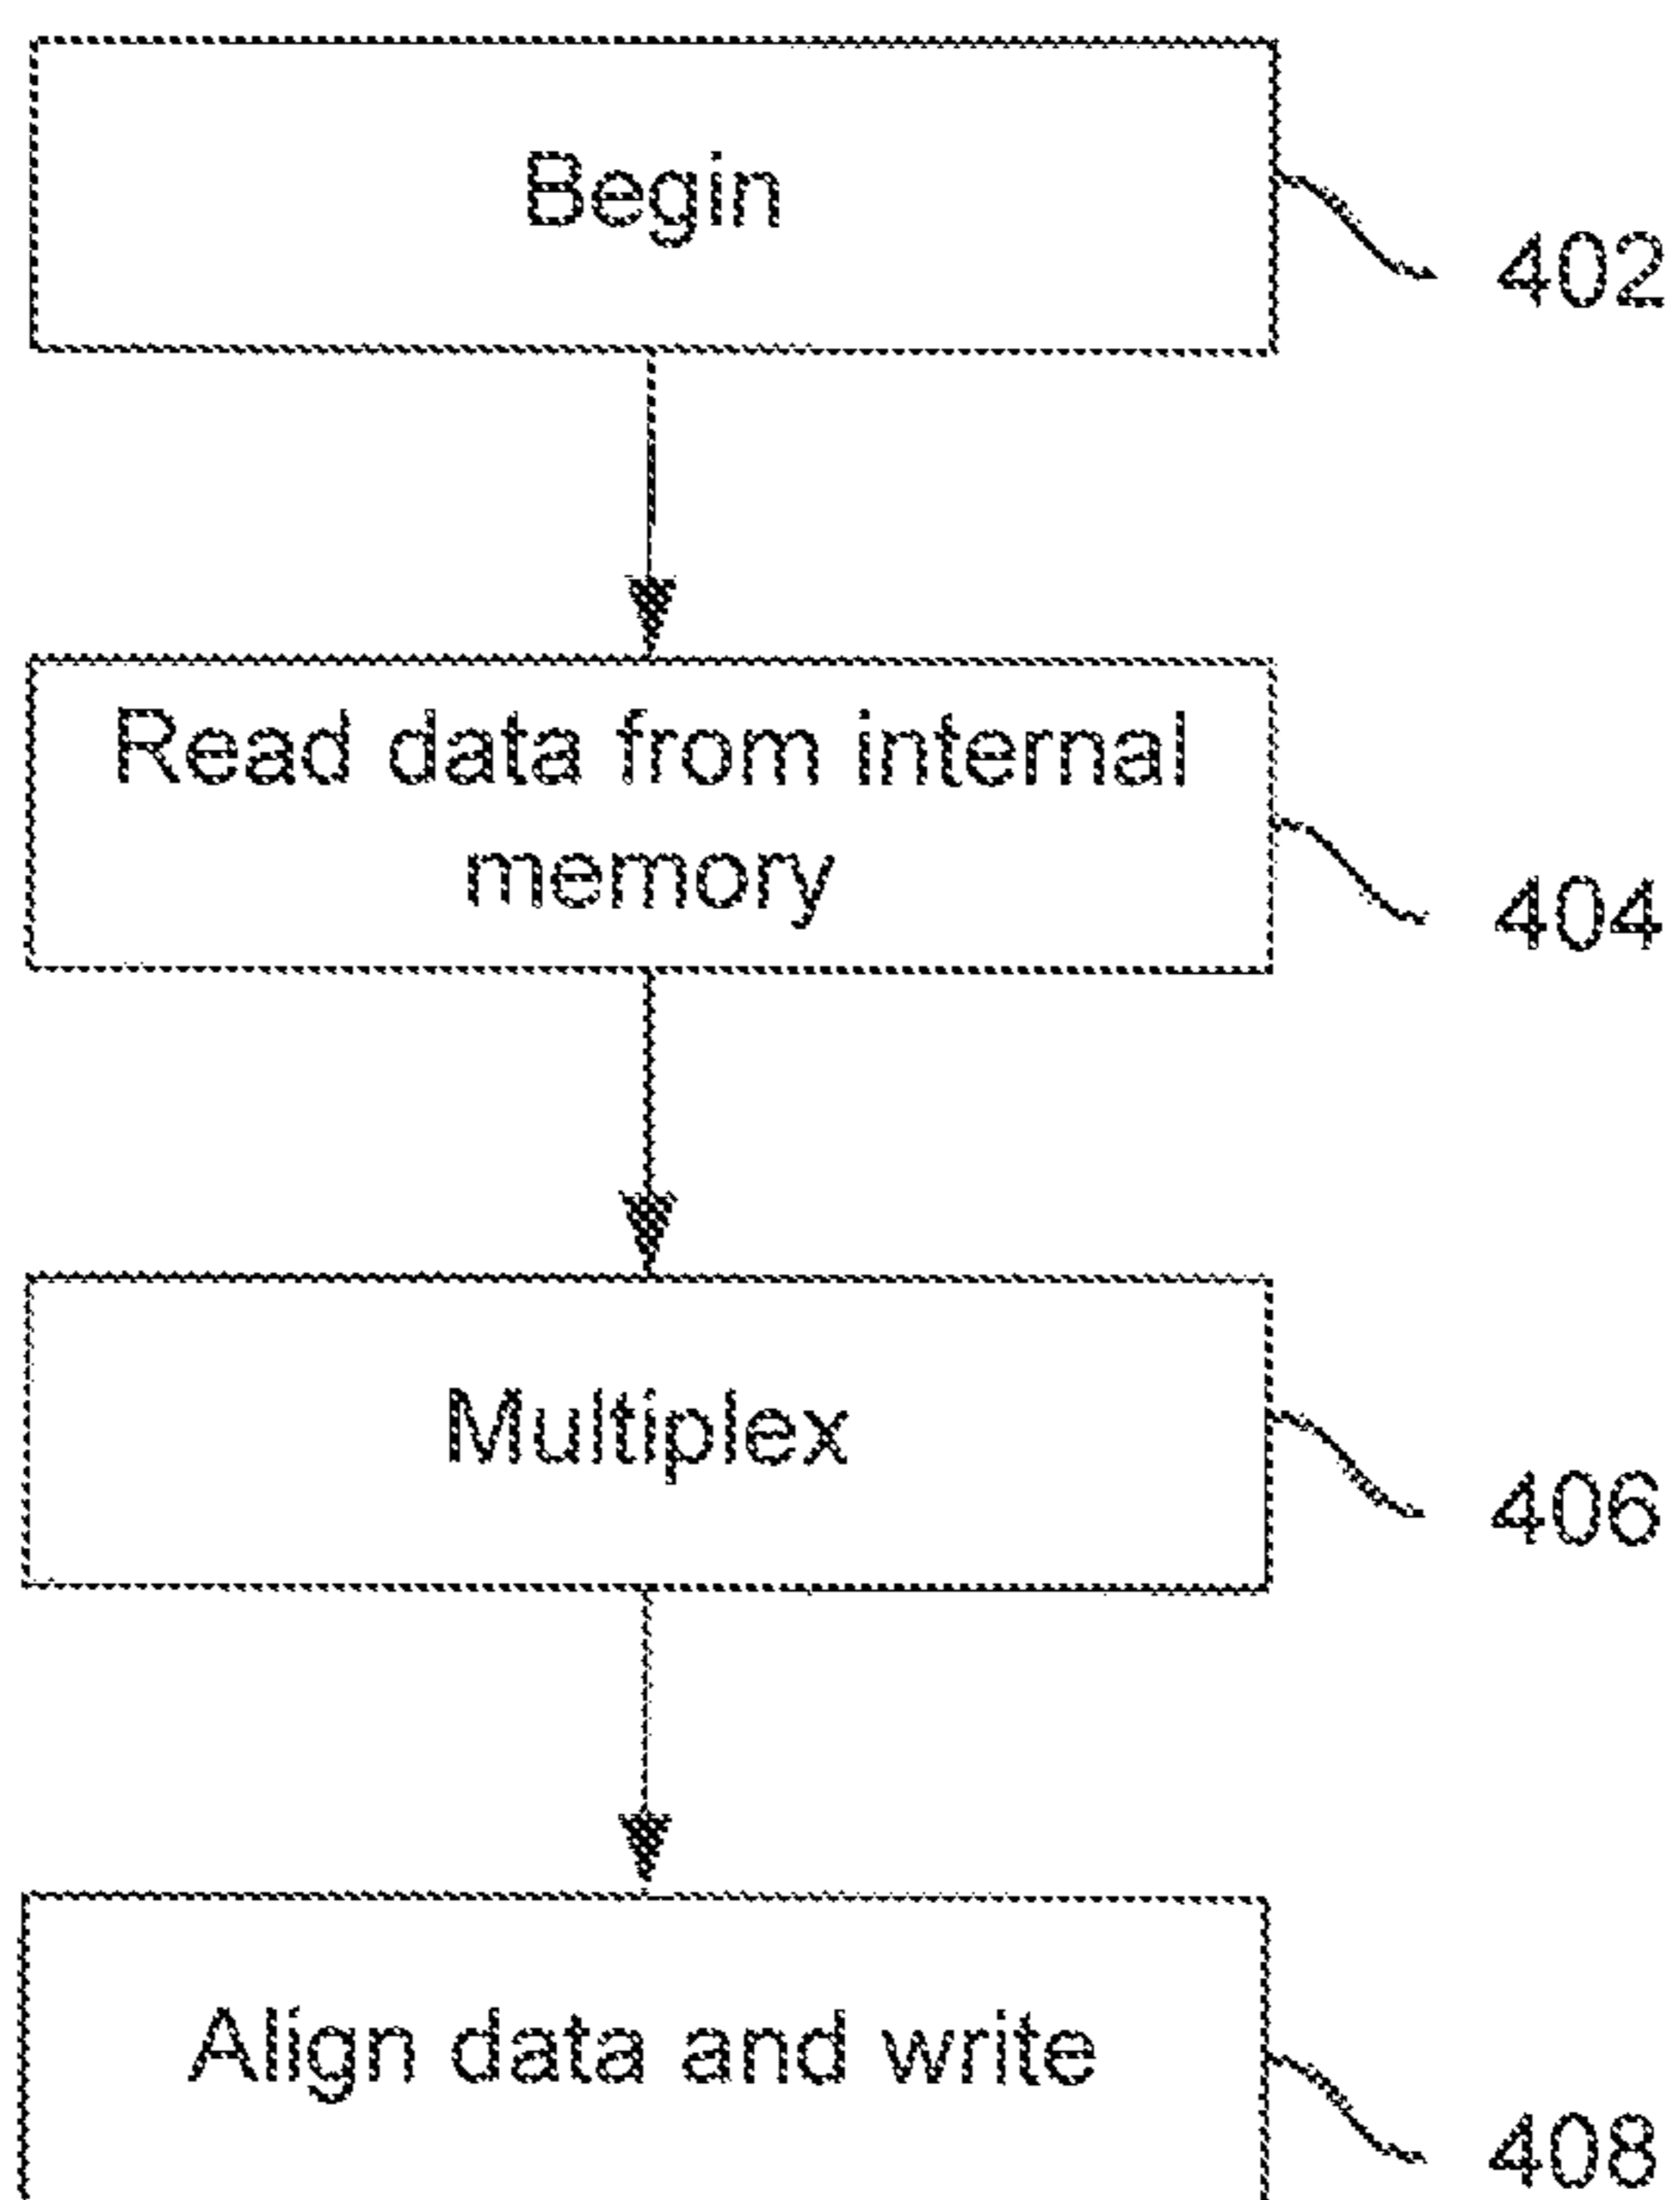 Begin
402
Read data from internal
memory
404
Multiplex
406
Align data and write
408